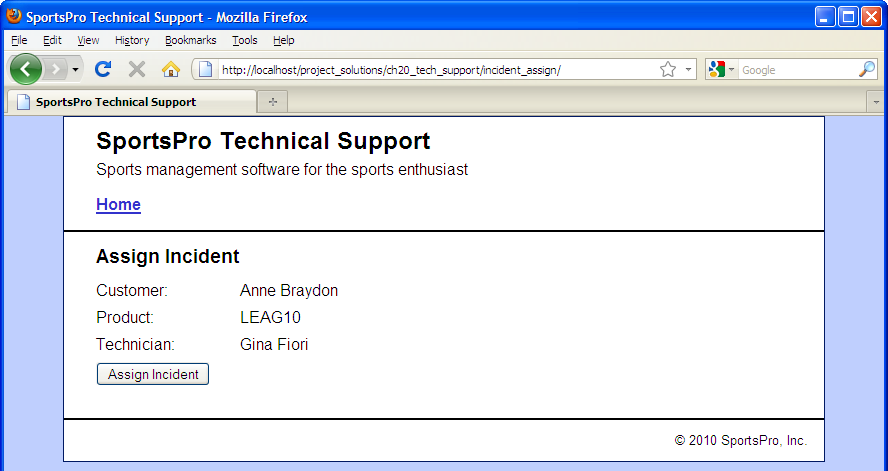 SportsPro Technical Support - Mozilla Firefox
File Edit View History Bookmarks Tools Help
http://localhost/project_solutions/ch20_tech_support/incident_assign/ Google
SportsPro Technical Support
SportsPro Technical Support
Sports management software for the sports enthusiast
Home
Assign Incident
Customer: Anne Braydon
Product: LEAG10
Technician: Gina Fiori
Assign Incident
© 2010 SportsPro, Inc.